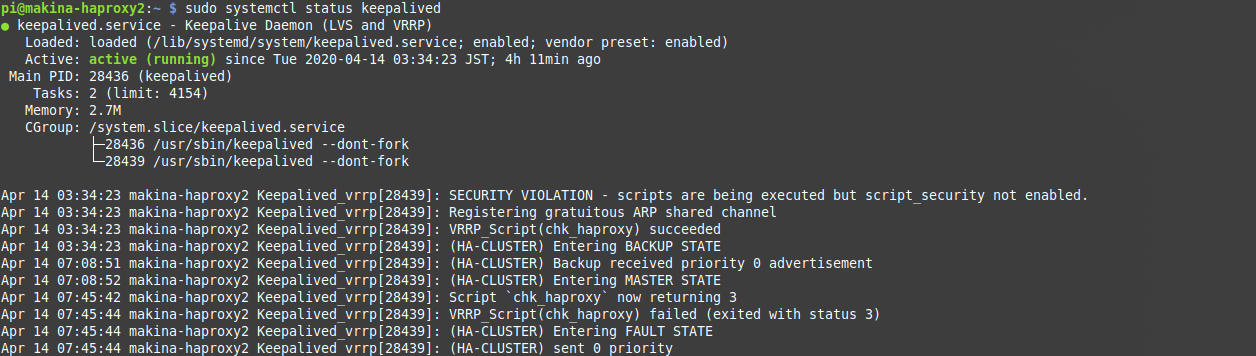 pi@makina-haproxy2:~ $ sudo systemctl status keepalived
● keepalived.service - Keepalive Daemon (LVS and VRRP)
   Loaded: loaded (/lib/systemd/system/keepalived.service; enabled; vendor preset: enabled)
   Active: active (running) since Tue 2020-04-14 03:34:23 JST; 4h 11min ago
 Main PID: 28436 (keepalived)
    Tasks: 2 (limit: 4154)
   Memory: 2.7M
   CGroup: /system.slice/keepalived.service
           ├─28436 /usr/sbin/keepalived --dont-fork
           └─28439 /usr/sbin/keepalived --dont-fork

Apr 14 03:34:23 makina-haproxy2 Keepalived_vrrp[28439]: SECURITY VIOLATION - scripts are being executed but script_security not enabled.
Apr 14 03:34:23 makina-haproxy2 Keepalived_vrrp[28439]: Registering gratuitous ARP shared channel
Apr 14 03:34:23 makina-haproxy2 Keepalived_vrrp[28439]: VRRP_Script(chk_haproxy) succeeded
Apr 14 03:34:23 makina-haproxy2 Keepalived_vrrp[28439]: (HA-CLUSTER) Entering BACKUP STATE
Apr 14 07:08:51 makina-haproxy2 Keepalived_vrrp[28439]: (HA-CLUSTER) Backup received priority 0 advertisement
Apr 14 07:08:52 makina-haproxy2 Keepalived_vrrp[28439]: (HA-CLUSTER) Entering MASTER STATE
Apr 14 07:45:42 makina-haproxy2 Keepalived_vrrp[28439]: Script `chk_haproxy` now returning 3
Apr 14 07:45:44 makina-haproxy2 Keepalived_vrrp[28439]: VRRP_Script(chk_haproxy) failed (exited with status 3)
Apr 14 07:45:44 makina-haproxy2 Keepalived_vrrp[28439]: (HA-CLUSTER) Entering FAULT STATE
Apr 14 07:45:44 makina-haproxy2 Keepalived_vrrp[28439]: (HA-CLUSTER) sent 0 priority